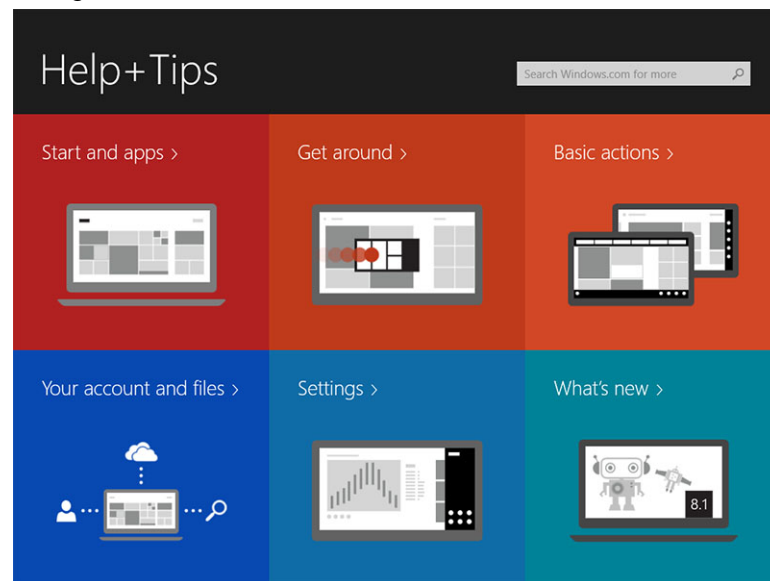 Help+Tips
Search Windows.com for more
Start and apps >
Get around >
Basic actions >
Your account and files >
Settings >
What's new >
8.1